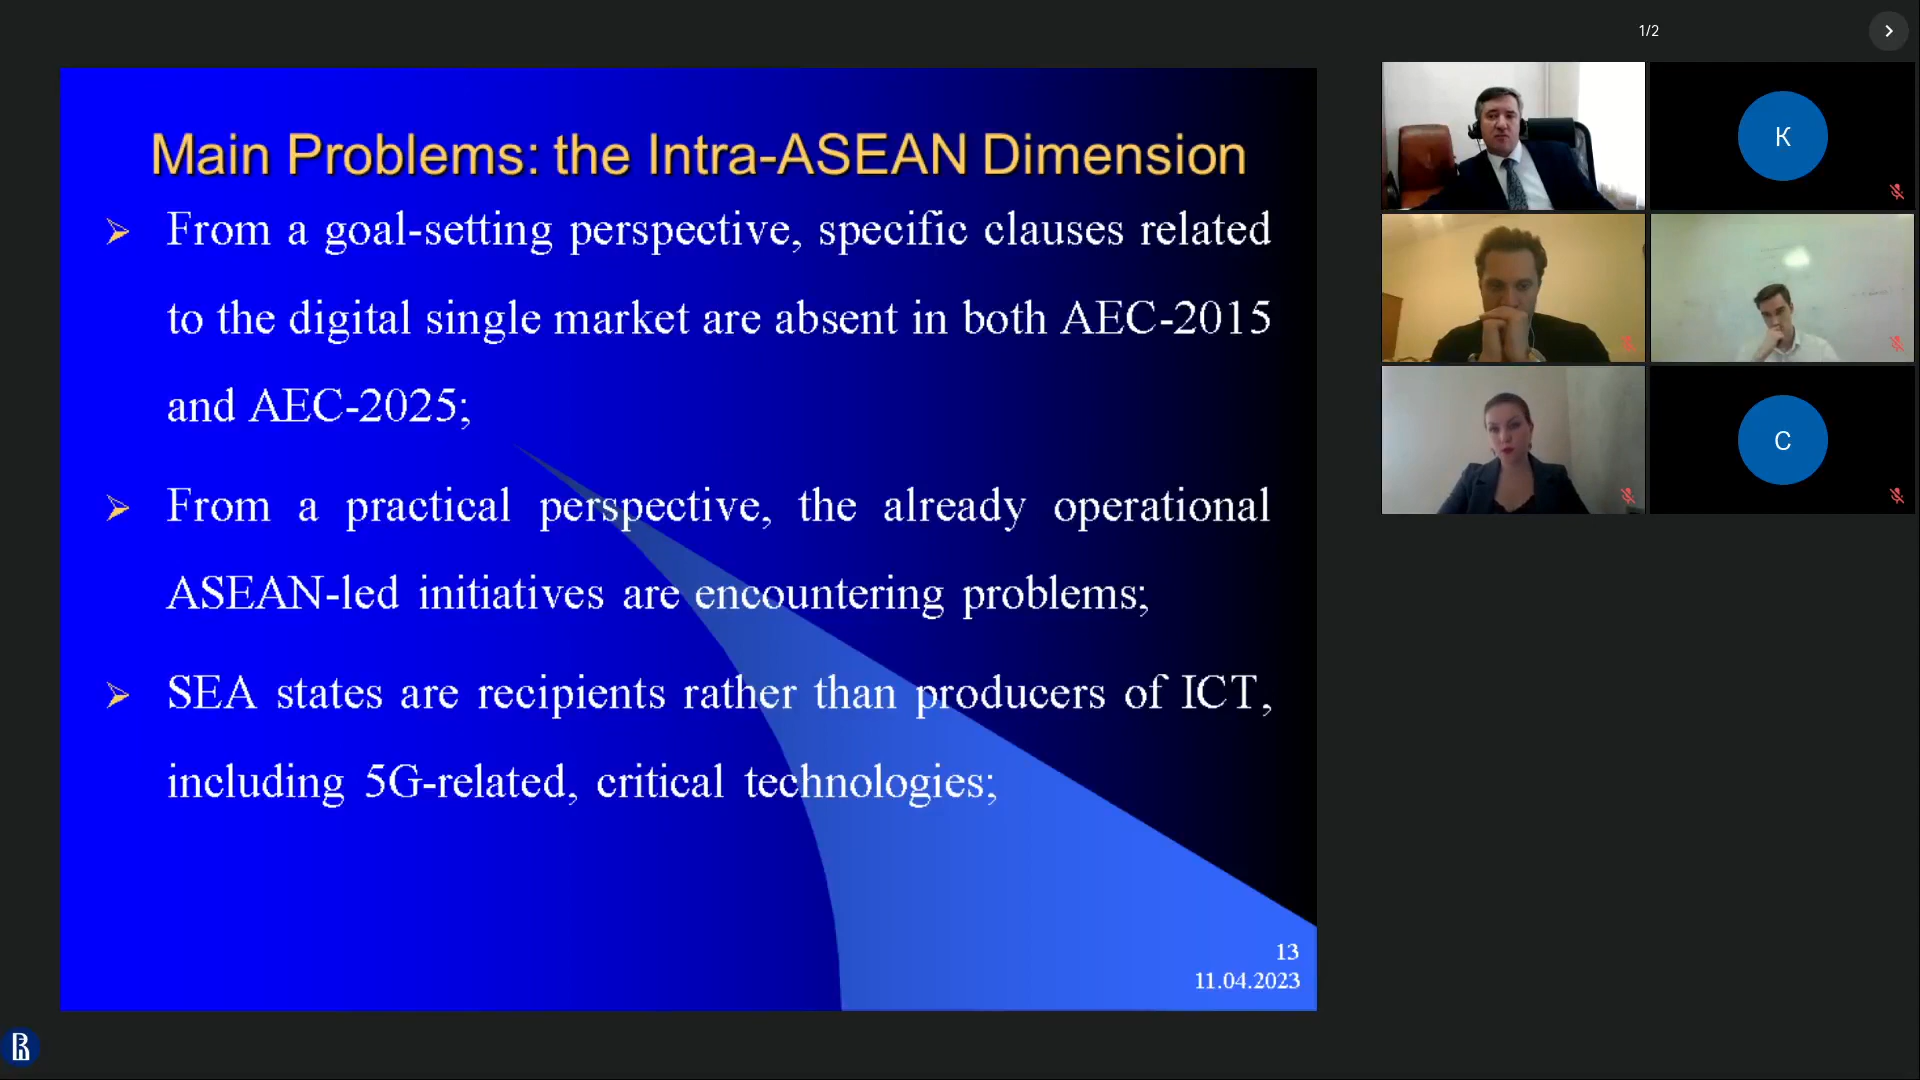 1/2
Main Problems: the Intra-ASEAN Dimension
From a goal-setting perspective, specific clauses related
to the digital single market are absent in both AEC-2015
and AEC-2025;
From a practical perspective, the already operational
ASEAN-led initiatives are encountering problems;
SEA states are recipients rather than producers of ICT,
including 5G-related, critical technologies;
13
11.04.2023
К
С